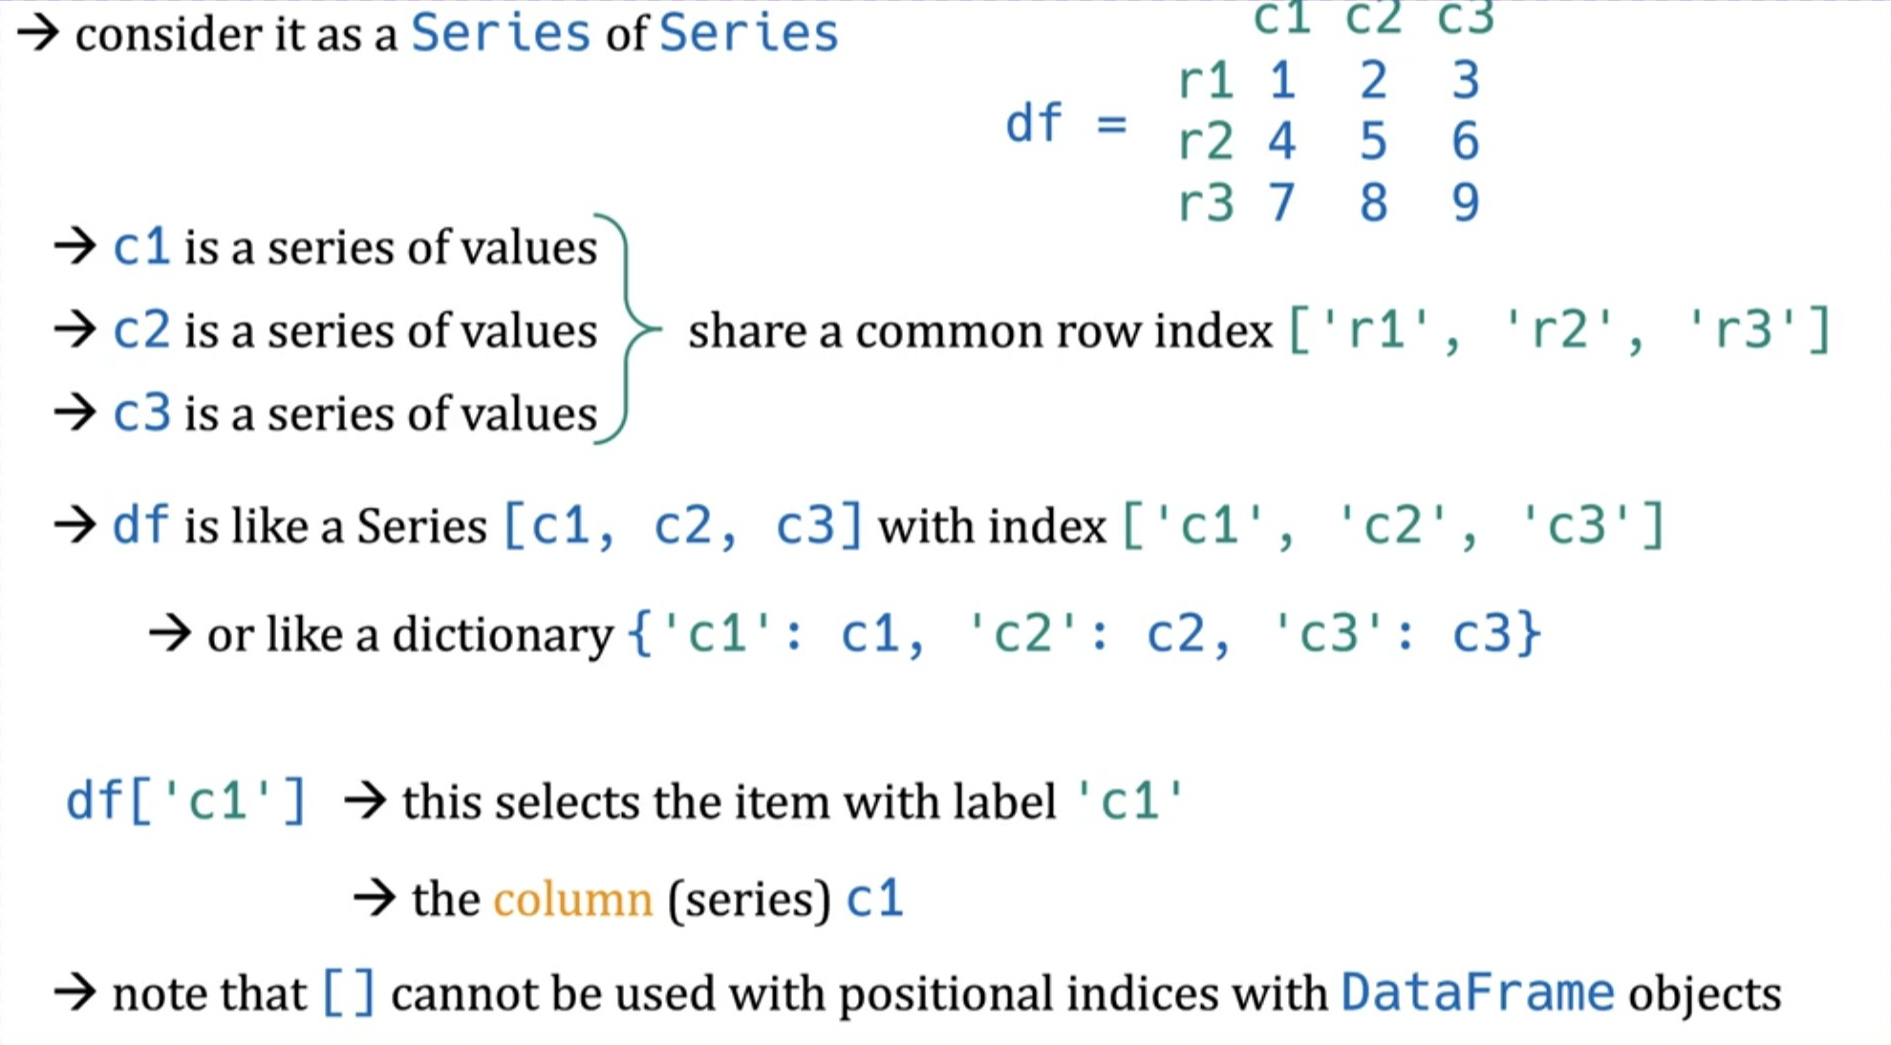 → consider it as a Series of Series
c1 c2 c3
r1 1 2 3
df =
r2 4 5 6
r3 7 8 9
→ c1 is a series of values
→ c2 is a series of values
→ c3 is a series of values
share a common row index ['r1', 'r2', 'r3']
→ df is like a Series [c1, c2, c3] with index ['c1', 'c2', 'c3']
→ or like a dictionary {'c1': c1, 'c2': c2, 'c3': c3}
df['c1'] → this selects the item with label 'c1'
→ the column (series) c1
→ note that [] cannot be used with positional indices with DataFrame objects